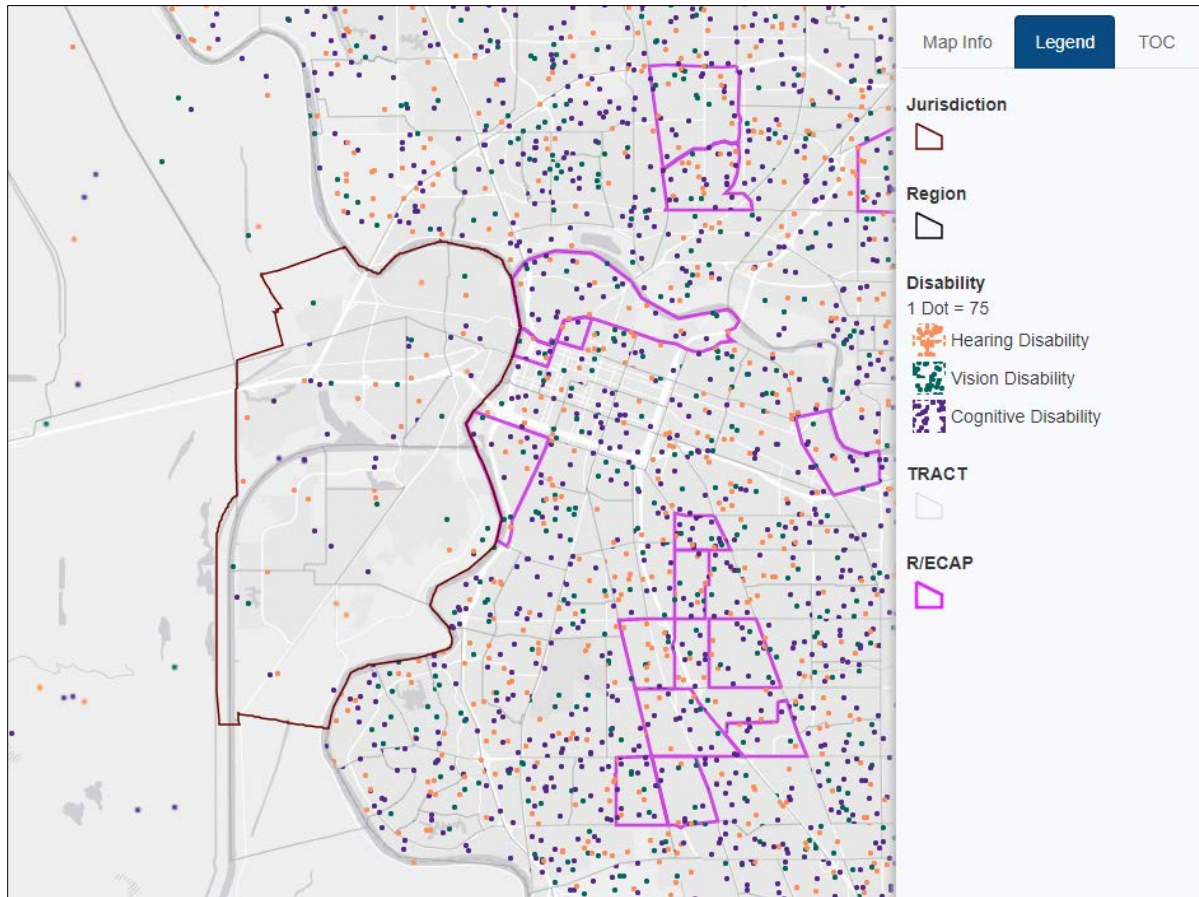 Map Info Legend TOC
Jurisdiction
Region
Disability
1 Dot = 75
Hearing Disability
Vision Disability
Cognitive Disability
TRACT
R/ECAP